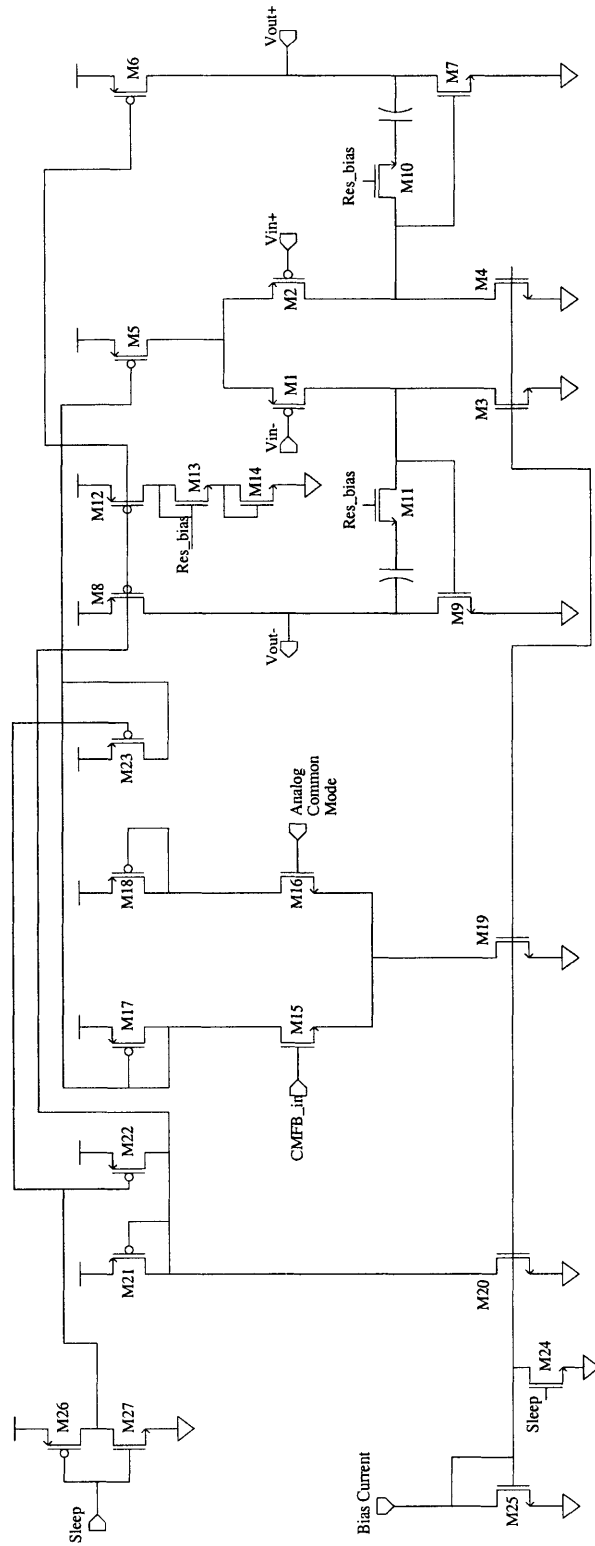 Sleep
M26
M27
Bias Current
M25
Sleep
M24
M21
M22
M20
M17
M18
M23
CMFB_in
M15
M16
Analog
Common
Mode
M19
M8
M12
M13
M14
Res_bias
Vout-
M9
Res_bias
M11
M5
Vin-
M1
M2
Vin+
M3
M4
Res_bias
M10
M6
Vout+
M7